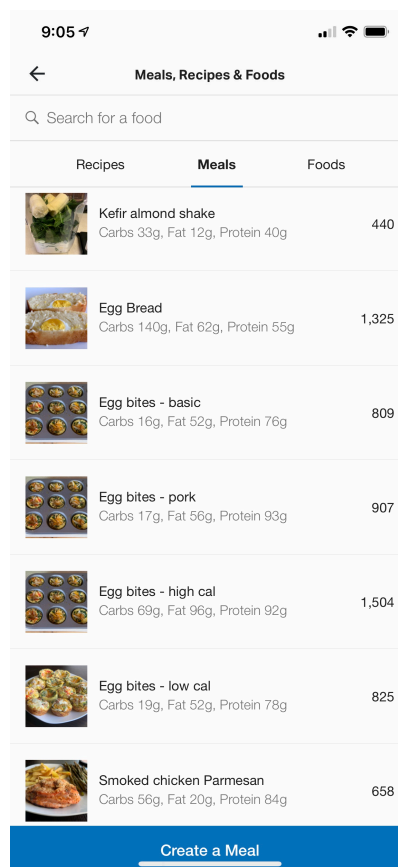 9:05
Meals, Recipes & Foods
Search for a food
Recipes Meals Foods
Kefir almond shake
Carbs 33g, Fat 12g, Protein 40g
440
Egg Bread
Carbs 140g, Fat 62g, Protein 55g
1,325
Egg bites - basic
Carbs 16g, Fat 52g, Protein 76g
809
Egg bites - pork
Carbs 17g, Fat 56g, Protein 93g
907
Egg bites - high cal
Carbs 69g, Fat 96g, Protein 92g
1,504
Egg bites - low cal
Carbs 19g, Fat 52g, Protein 78g
825
Smoked chicken Parmesan
Carbs 56g, Fat 20g, Protein 84g
658
Create a Meal